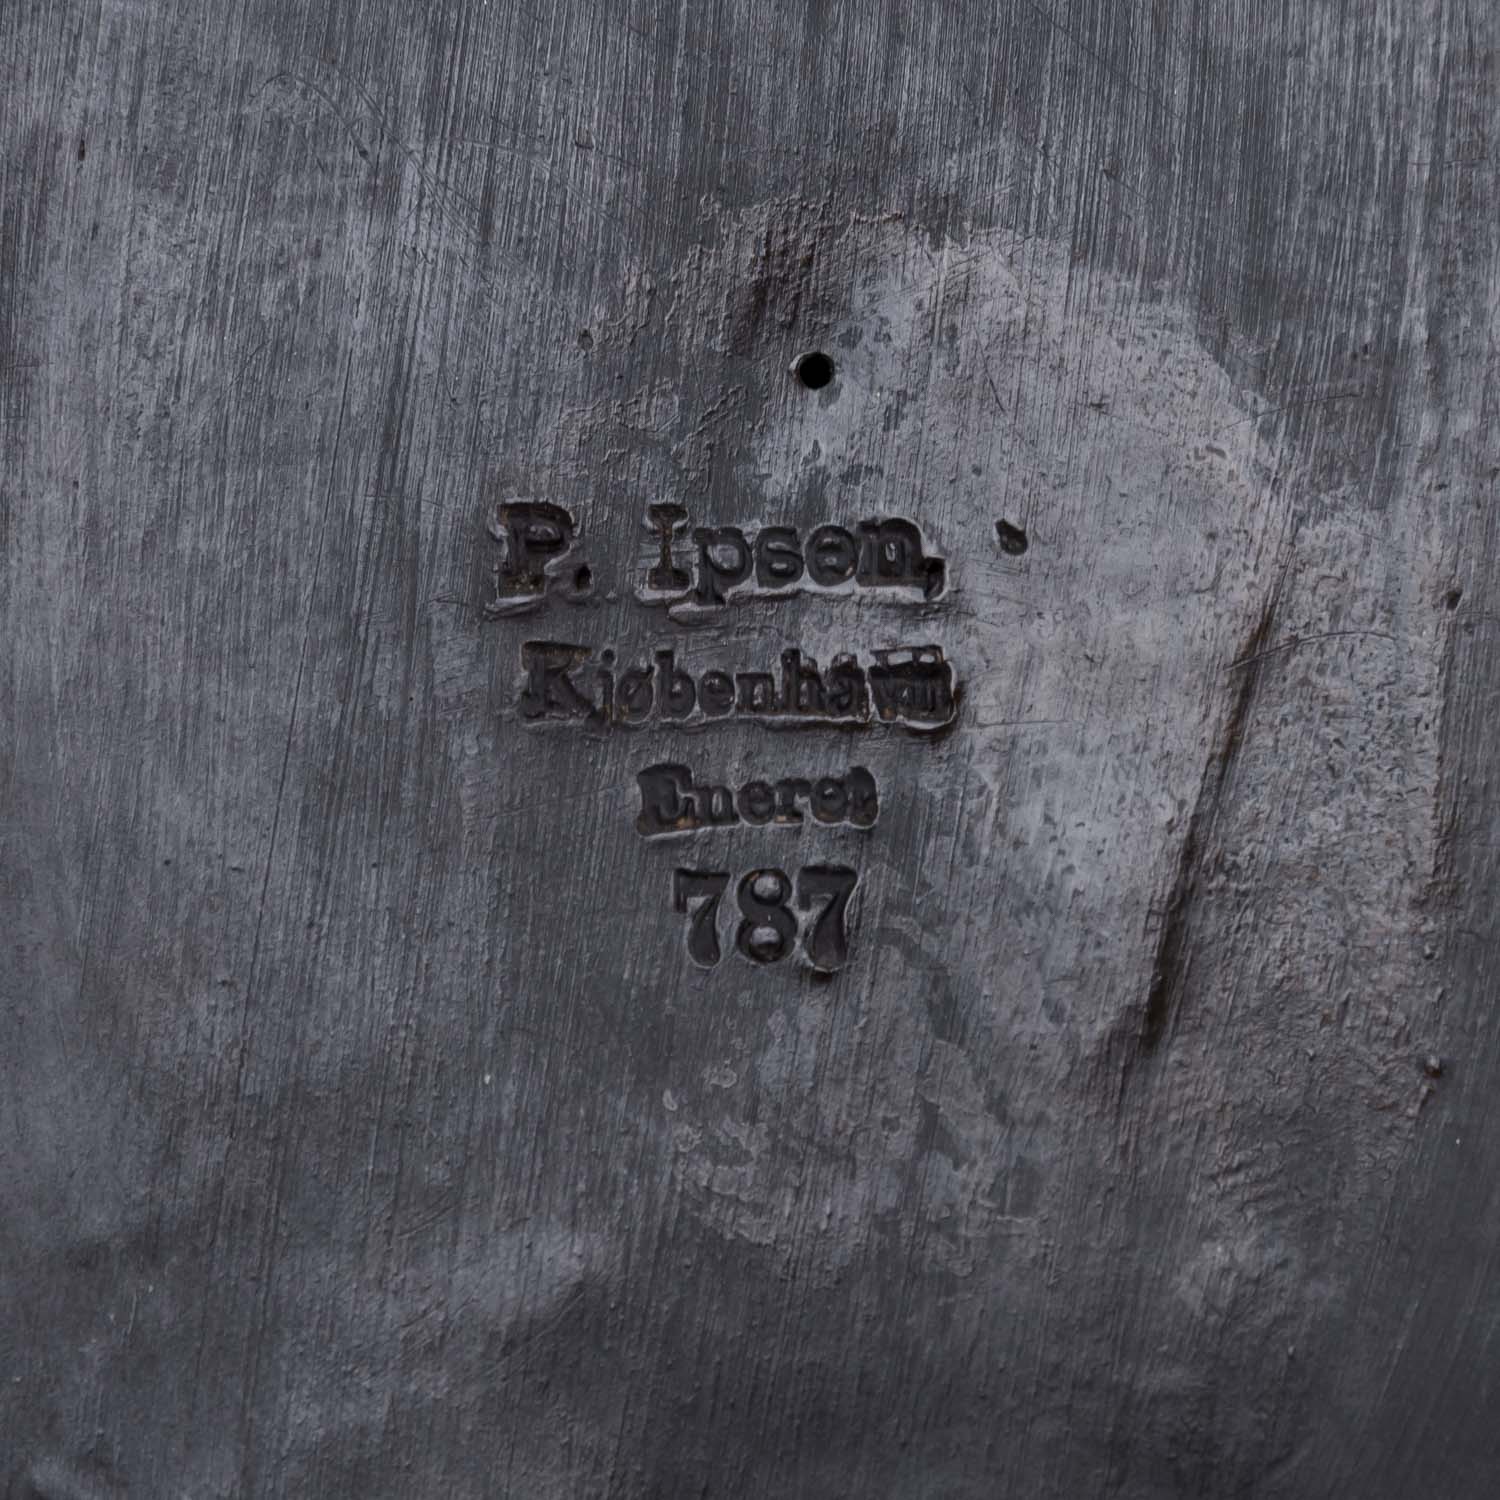 P. Ipsen,
Kjøbenhavn
Eneret
787